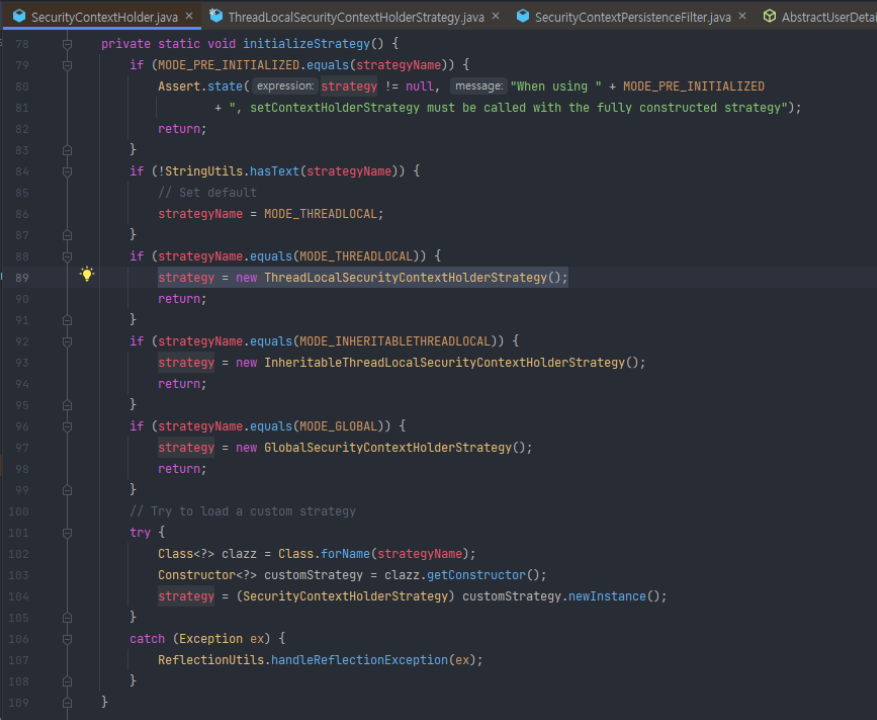 SecurityContextHolder.java × ThreadLocalSecurityContextHolderStrategy.java × SecurityContextPersistenceFilter.java × AbstractUserDetai
78 private static void initializeStrategy() {
79 if (MODE_PRE_INITIALIZED.equals(strategyName)) {
80 Assert.state( expression: strategy != null, message: "When using " + MODE_PRE_INITIALIZED
81 + ", setContextHolderStrategy must be called with the fully constructed strategy");
82 return;
83 }
84 if (!StringUtils.hasText(strategyName)) {
85 // Set default
86 strategyName = MODE_THREADLOCAL;
87 }
88 if (strategyName.equals(MODE_THREADLOCAL)) {
89 strategy = new ThreadLocalSecurityContextHolderStrategy();
90 return;
91 }
92 if (strategyName.equals(MODE_INHERITABLETHREADLOCAL)) {
93 strategy = new InheritableThreadLocalSecurityContextHolderStrategy();
94 return;
95 }
96 if (strategyName.equals(MODE_GLOBAL)) {
97 strategy = new GlobalSecurityContextHolderStrategy();
98 return;
99 }
100 // Try to load a custom strategy
101 try {
102 Class<?> clazz = Class.forName(strategyName);
103 Constructor<?> customStrategy = clazz.getConstructor();
104 strategy = (SecurityContextHolderStrategy) customStrategy.newInstance();
105 }
106 catch (Exception ex) {
107 ReflectionUtils.handleReflectionException(ex);
108 }
109 }